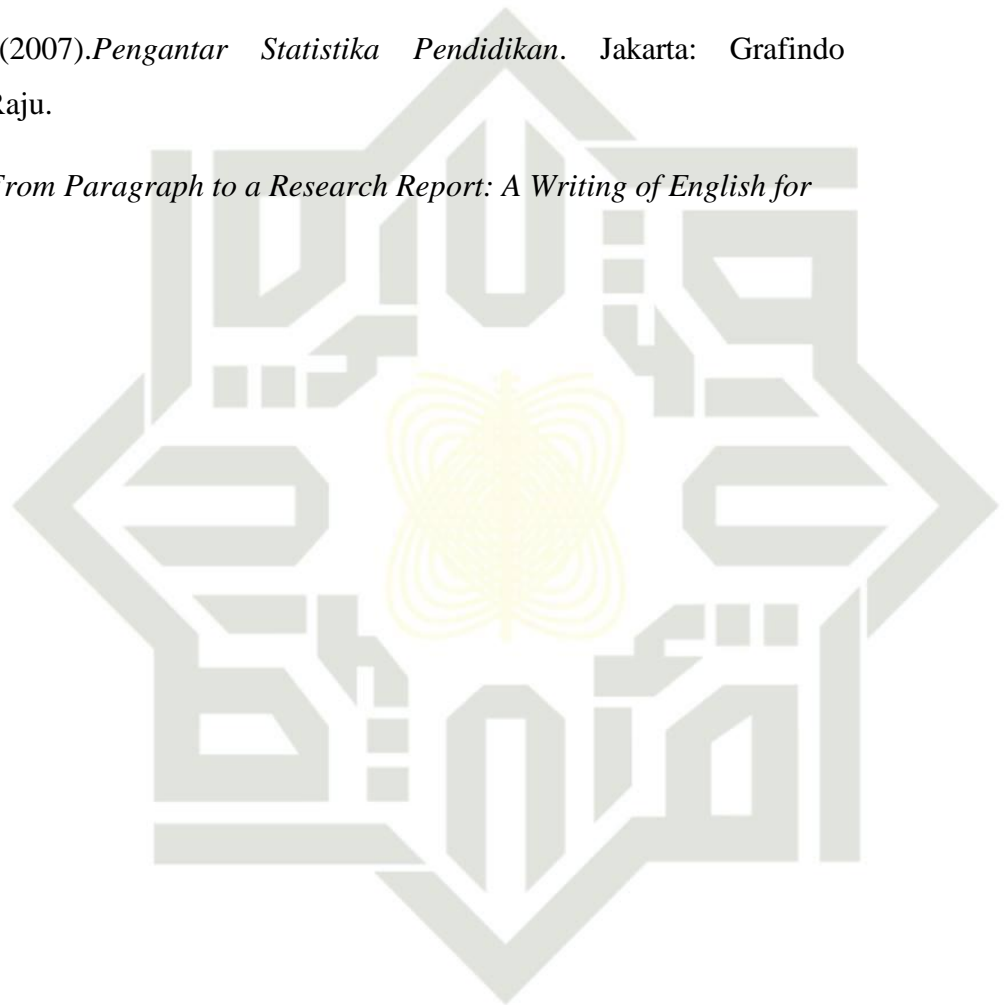 (2007).Pengantar Statistika Pendidikan. Jakarta: Grafindo
Raju.
From Paragraph to a Research Report: A Writing of English for